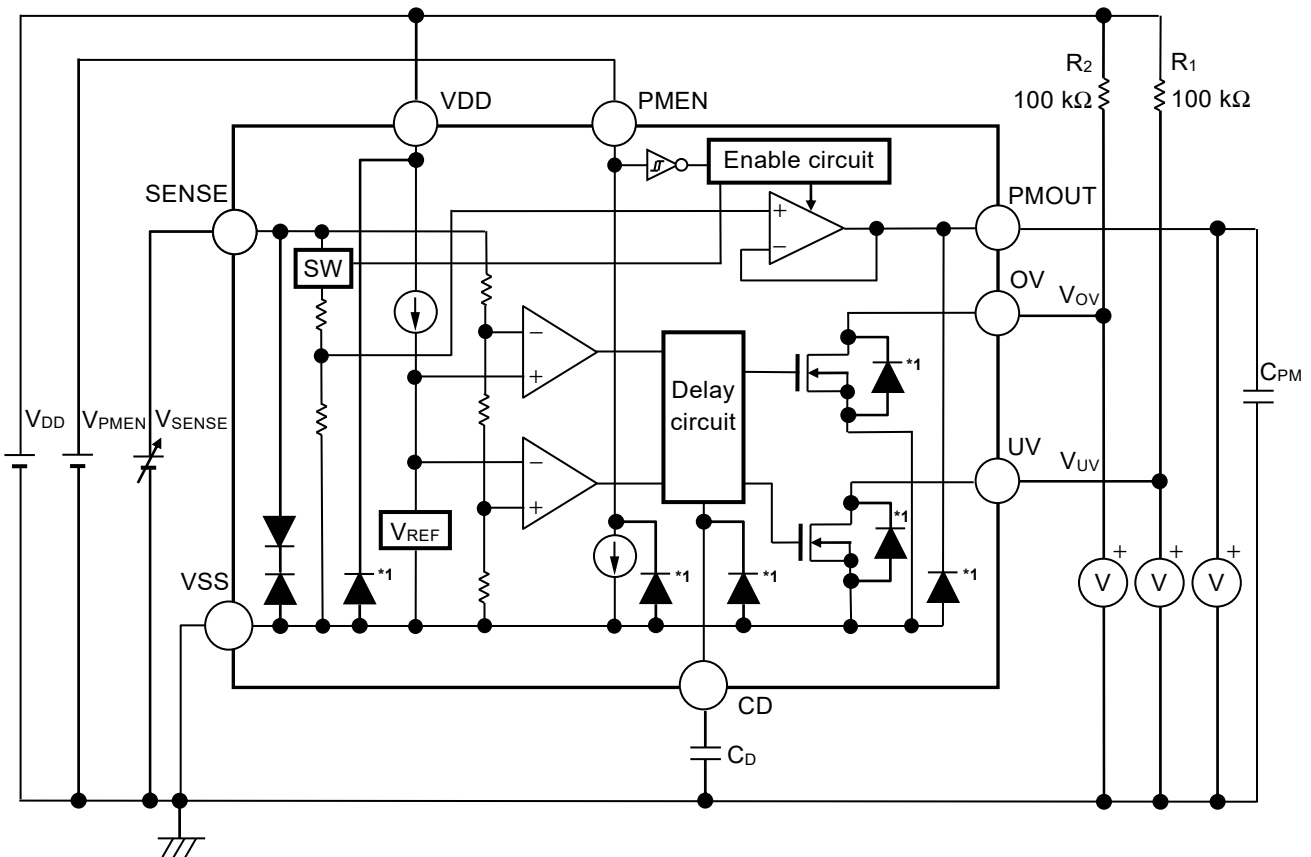 R2
100 kΩ
R1
100 kΩ
VDD
PMEN
Enable circuit
SENSE
PMOUT
+
−
SW
OV
VOV
−
+
*1
Delay
circuit
CPM
VDD
VPMEN
VSENSE
UV
VUV
−
+
*1
VREF
VSS
*1
*1
*1
*1
+
+
+
V
V
V
CD
CD